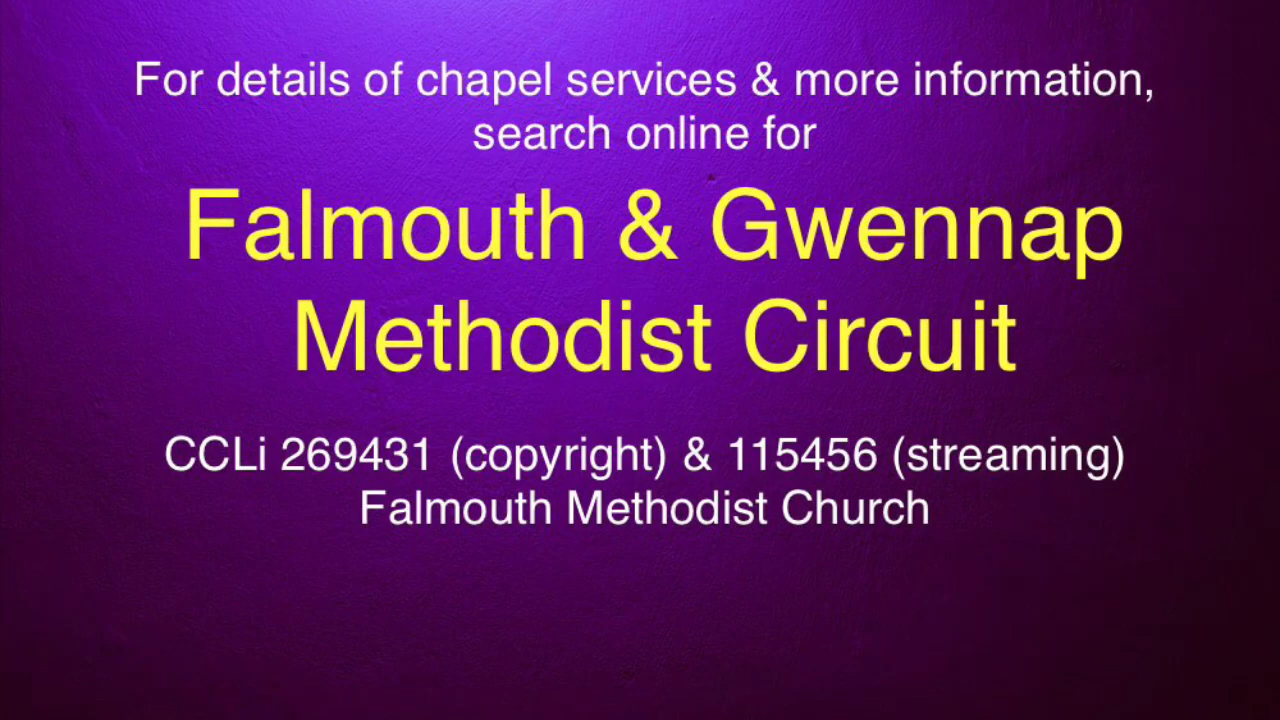 For details of chapel services & more information,
search online for
Falmouth & Gwennap
Methodist Circuit
CCLi 269431 (copyright) & 115456 (streaming)
Falmouth Methodist Church